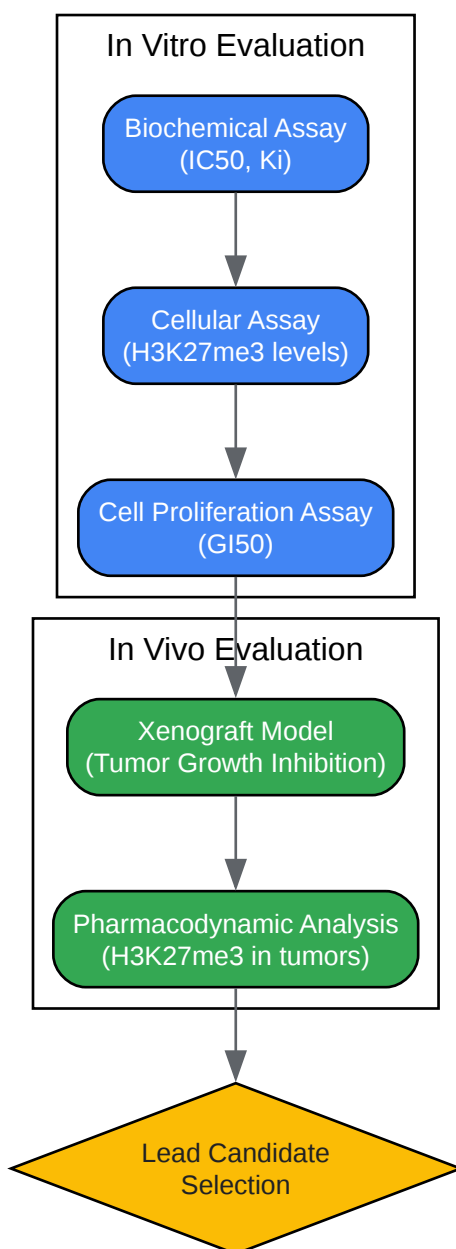 In Vitro Evaluation
Biochemical Assay
(IC50, Ki)
Cellular Assay
(H3K27me3 levels)
Cell Proliferation Assay
(GI50)
In Vivo Evaluation
Xenograft Model
(Tumor Growth Inhibition)
Pharmacodynamic Analysis
(H3K27me3 in tumors)
Lead Candidate
Selection